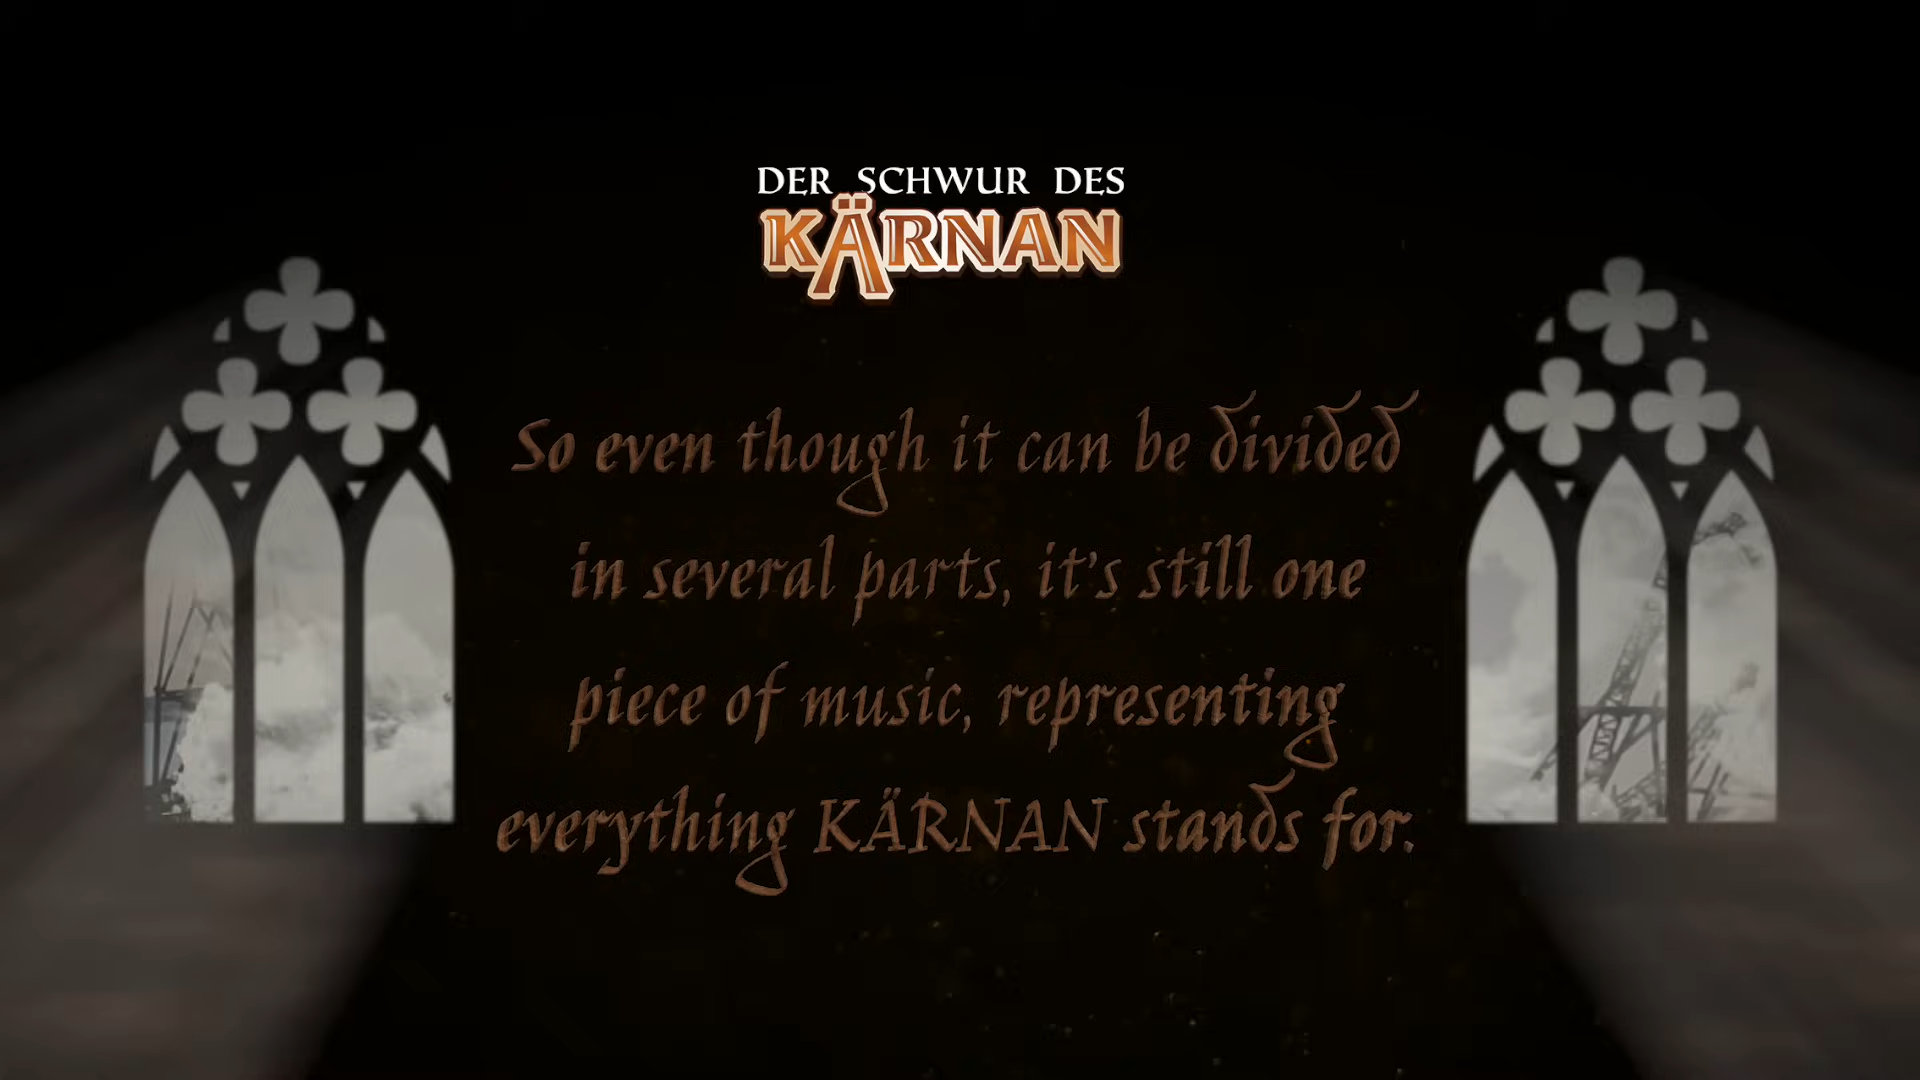 DER SCHWUR DES
KÄRNAN
So even though it can be divided
in several parts, it's still one
piece of music, representing
everything KÄRNAN stands for.